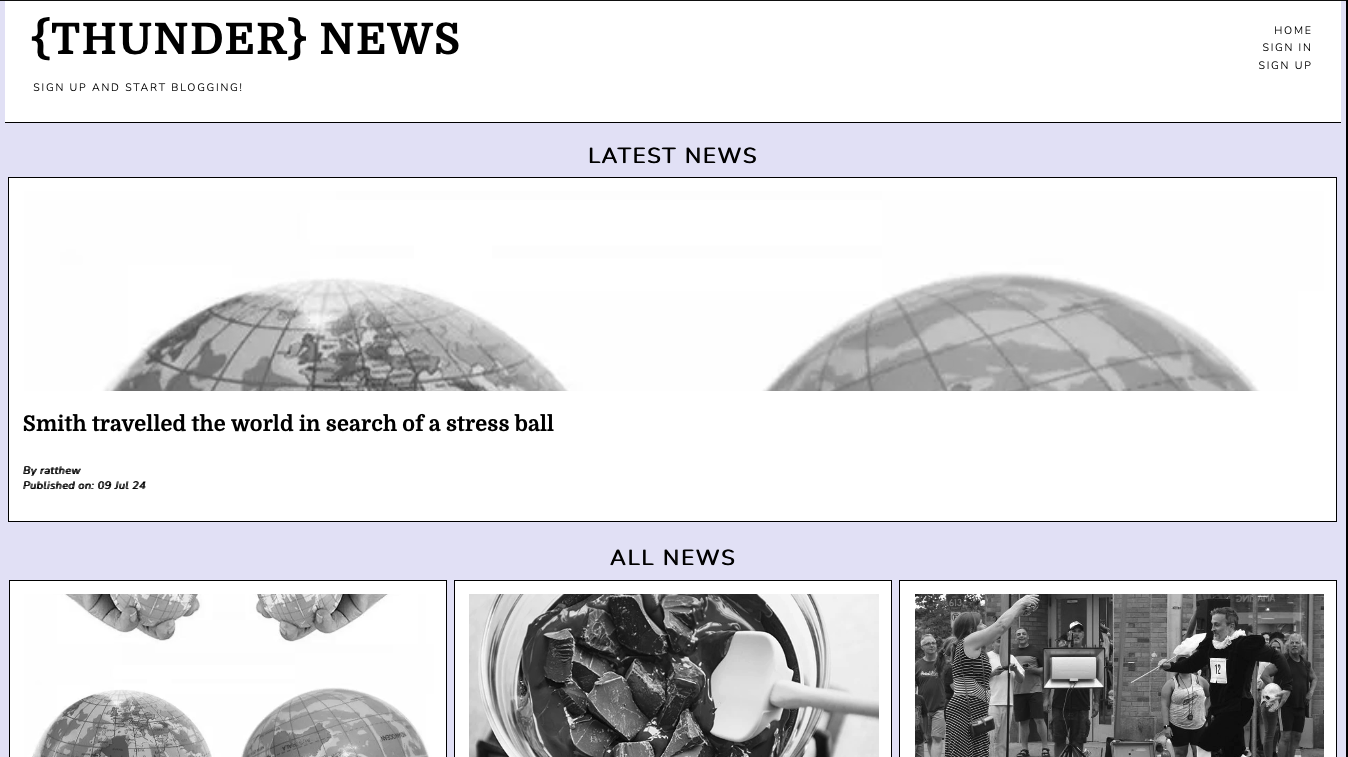 {THUNDER} NEWS
SIGN UP AND START BLOGGING!
HOME
SIGN IN
SIGN UP
LATEST NEWS
Smith travelled the world in search of a stress ball
By ratthew
Published on: 09 Jul 24
ALL NEWS
12